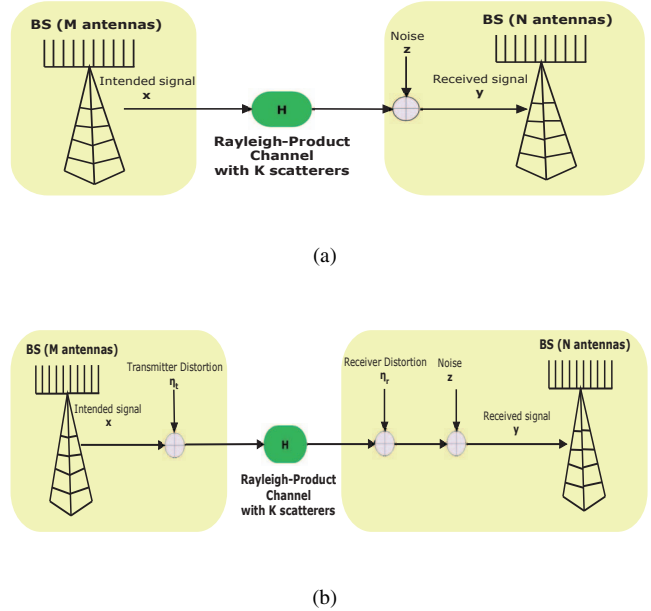 BS (M antennas)
Intended signal
x
H
Rayleigh-Product
Channel
with K scatterers
Noise
z
Received signal
y
BS (N antennas)
(a)
BS (M antennas)
Intended signal
x
Transmitter Distortion
ηt
H
Rayleigh-Product
Channel
with K scatterers
Receiver Distortion
ηr
Noise
z
Received signal
y
BS (N antennas)
(b)